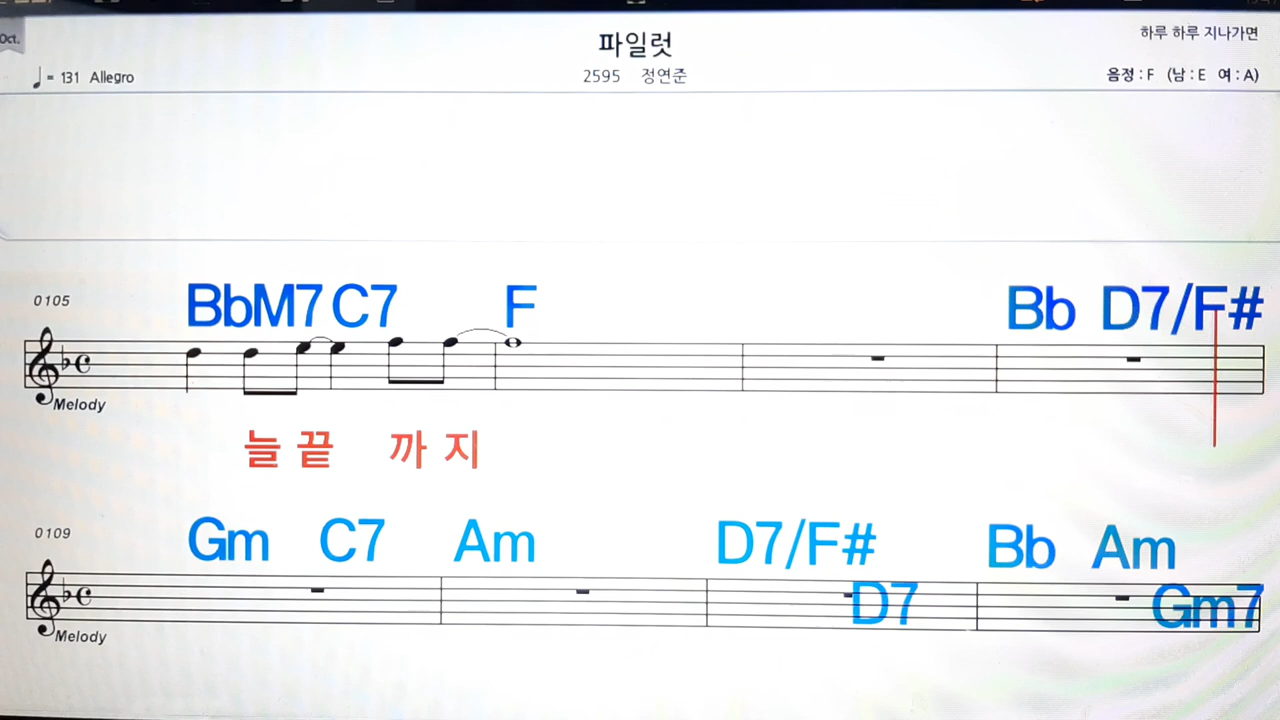 Oct.
파일럿
하루 하루 지나가면
♩ = 131 Allegro
2595 정연준
음정 : F (남 : E 여 : A)
0105
BbM7 C7 F Bb D7/F#
Melody
늘끝 까지
0109
Gm C7 Am D7/F# D7 Bb Am Gm7
Melody